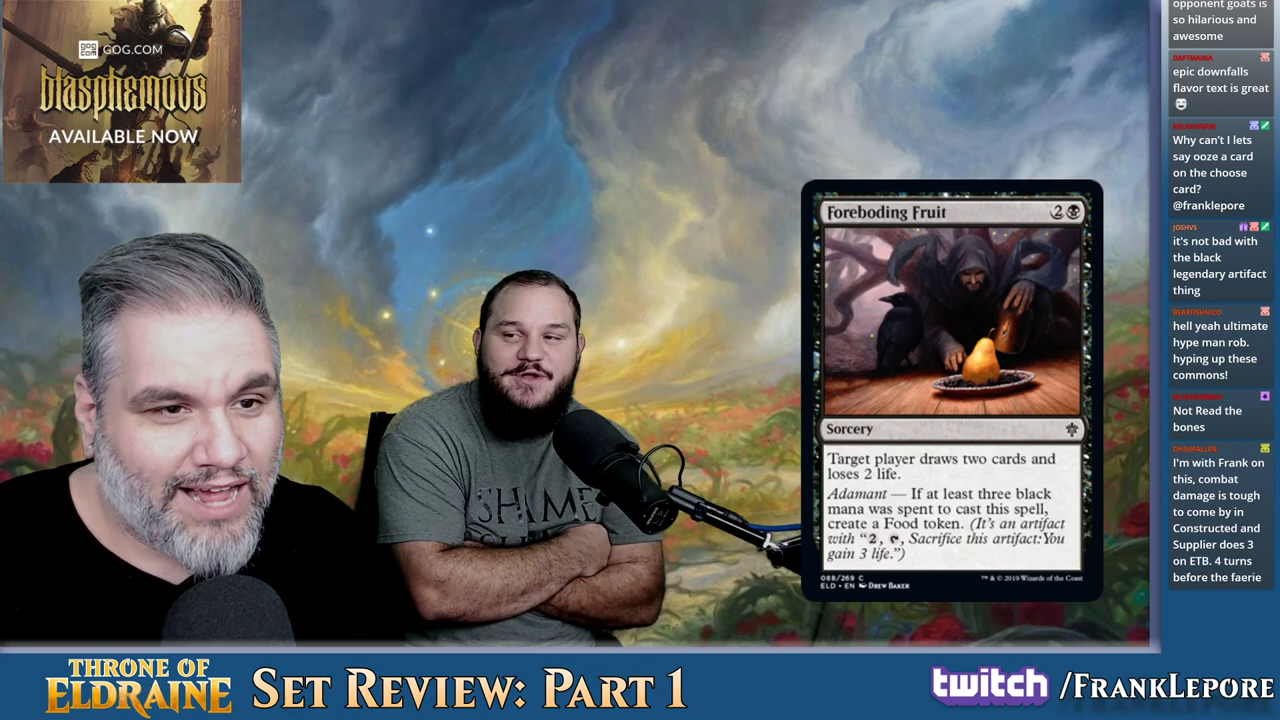 gog
com
GOG.COM
blasphemous
AVAILABLE NOW
opponent goats is
so hilarious and
awesome
DAFTMANIA
epic downfalls
flavor text is great
Why can't I lets
say ooze a card
on the choose
card?
@franklepore
JOSHVS
it's not bad with
the black
legendary artifact
thing
BEARFISHNICO
hell yeah ultimate
hype man rob.
hyping up these
commons!
Not Read the
bones
OHSUPALLEN
I'm with Frank on
this, combat
damage is tough
to come by in
Constructed and
Supplier does 3
on ETB. 4 turns
before the faerie
SHAME
Foreboding Fruit 2
Sorcery
Target player draws two cards and
loses 2 life.
Adamant — If at least three black
mana was spent to cast this spell,
create a Food token. (It's an artifact
with “2, , Sacrifice this artifact:You
gain 3 life.”)
088/269 C
ELD • EN DREW BAKER
™ & © 2019 Wizards of the Coast
THRONE OF
ELDRAINE
SET REVIEW: PART 1
twitch /FRANKLEPORE